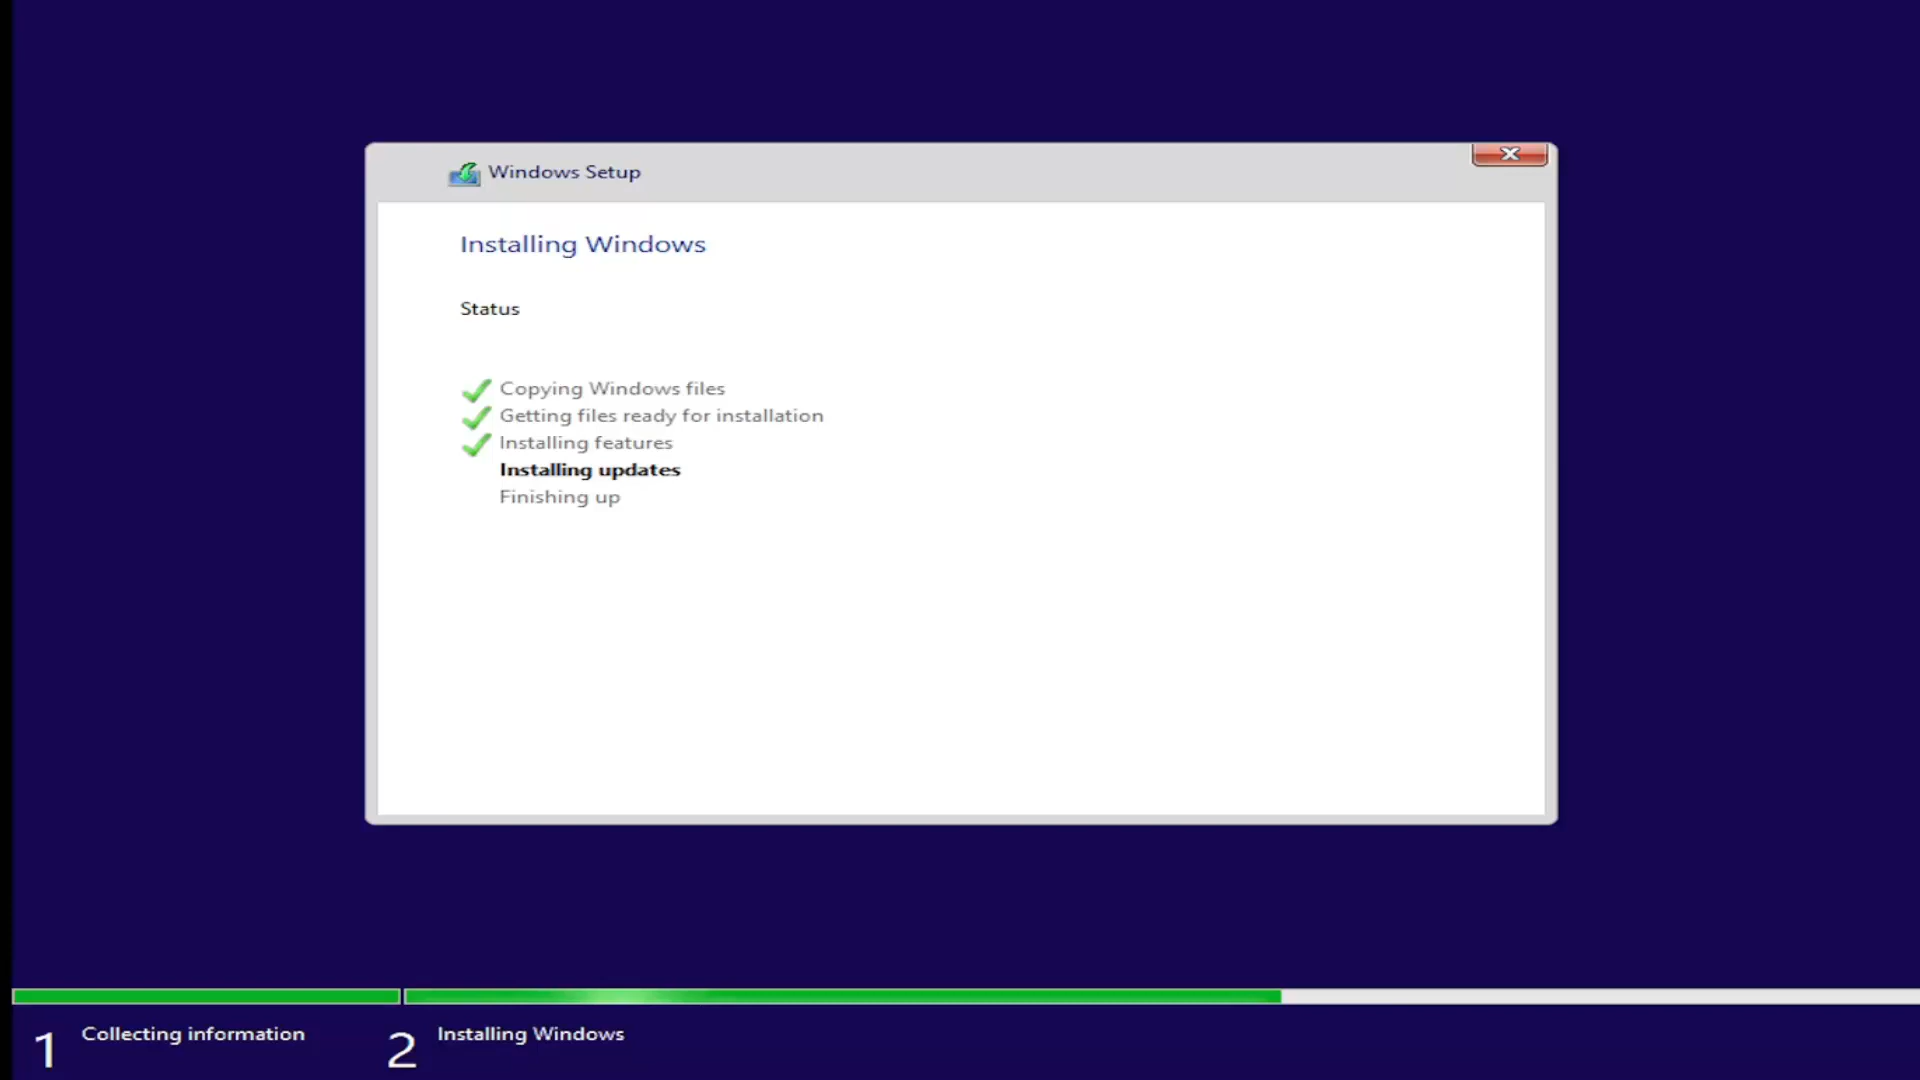 Windows Setup
Installing Windows
Status
Copying Windows files
Getting files ready for installation
Installing features
Installing updates
Finishing up
1 Collecting information
2 Installing Windows